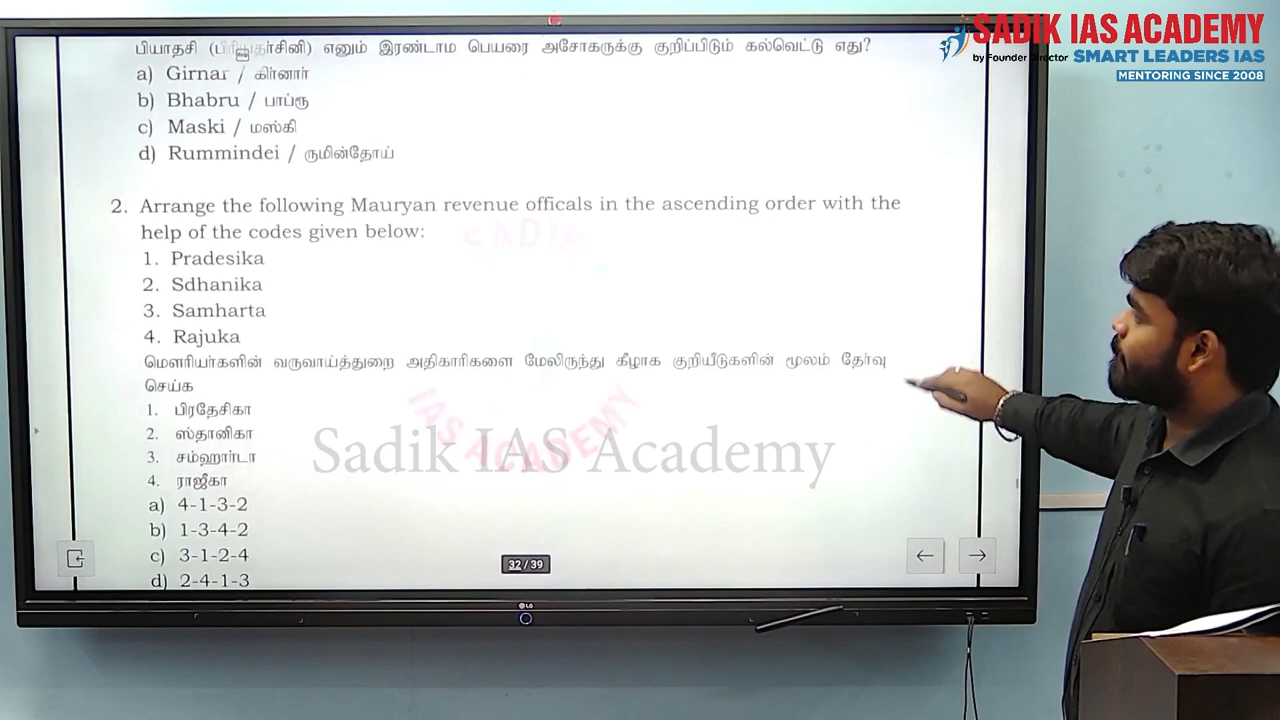 SADIK IAS ACADEMY
by Founder Director SMART LEADERS IAS
MENTORING SINCE 2008
பியாதசி (பிரியதர்சினி) எனும் இரண்டாம பெயரை அசோகருக்கு குறிப்பிடும் கல்வெட்டு எது?
a) Girnar / கிர்னார்
b) Bhabru / பாப்ரூ
c) Maski / மஸ்கி
d) Rummindei / ருமின்தோய்
2. Arrange the following Mauryan revenue officals in the ascending order with the
help of the codes given below:
1. Pradesika
2. Sdhanika
3. Samharta
4. Rajuka
மௌரியர்களின் வருவாய்த்துறை அதிகாரிகளை மேலிருந்து கீழாக குறியீடுகளின் மூலம் தேர்வு
செய்க
1. பிரதேசிகா
2. ஸ்தானிகா
3. சம்ஹார்டா
4. ராஜீகா
a) 4-1-3-2
b) 1-3-4-2
c) 3-1-2-4
d) 2-4-1-3
SADIK
IAS ACADEMY
Sadik IAS Academy
32 / 39
LG